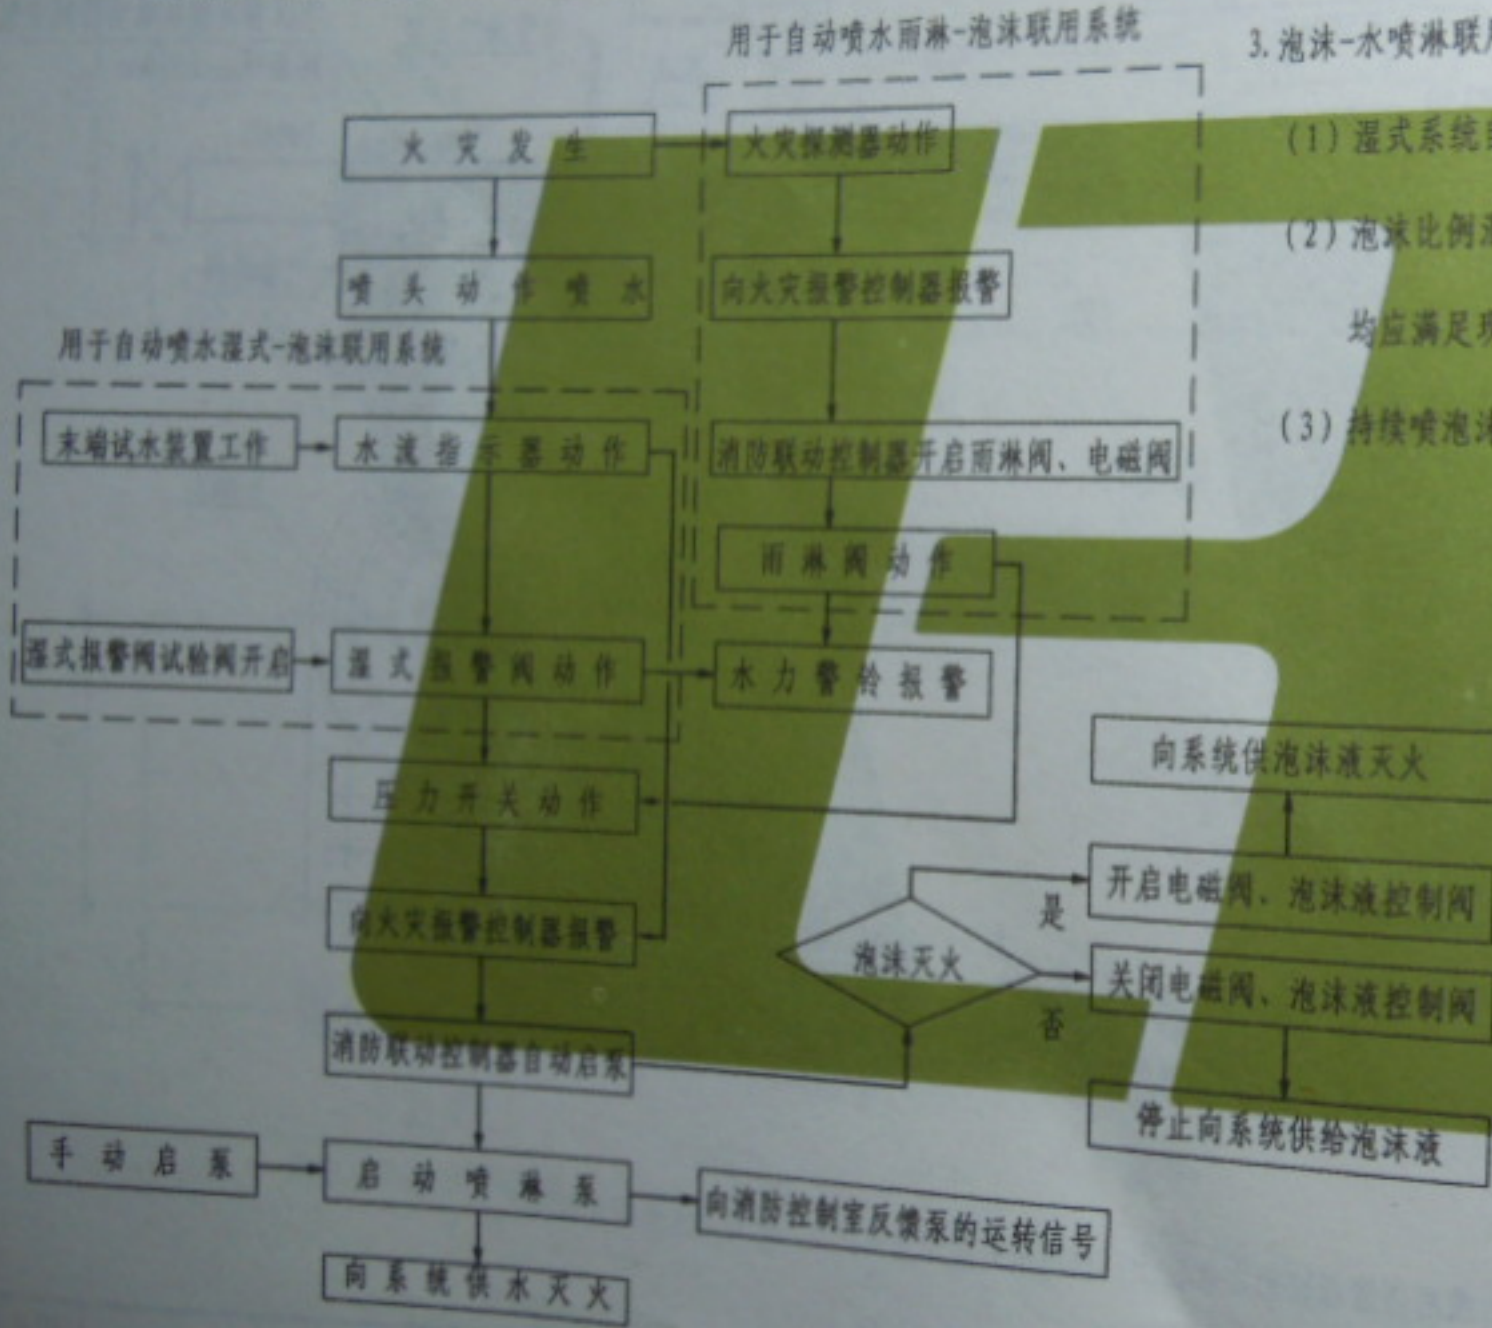 用于自动喷水雨淋-泡沫联用系统
3.泡沫-水喷淋联
火灾发生
火灾探测器动作
(1)湿式系统
喷头动作喷水
向火灾报警控制器报警
(2)泡沫比例
均应满足
用于自动喷水湿式-泡沫联用系统
末端试水装置工作
水流指示器动作
消防联动控制器开启雨淋阀、电磁阀
(3)持续喷泡
雨淋阀动作
湿式报警阀试验阀开启
湿式报警阀动作
水力警铃报警
压力开关动作
向系统供泡沫液灭火
开启电磁阀、泡沫液控制阀
是
向火灾报警控制器报警
泡沫灭火
关闭电磁阀、泡沫液控制阀
否
消防联动控制器自动启泵
停止向系统供给泡沫液
手动启泵
启动喷淋泵
向消防控制室反馈泵的运转信号
向系统供水灭火